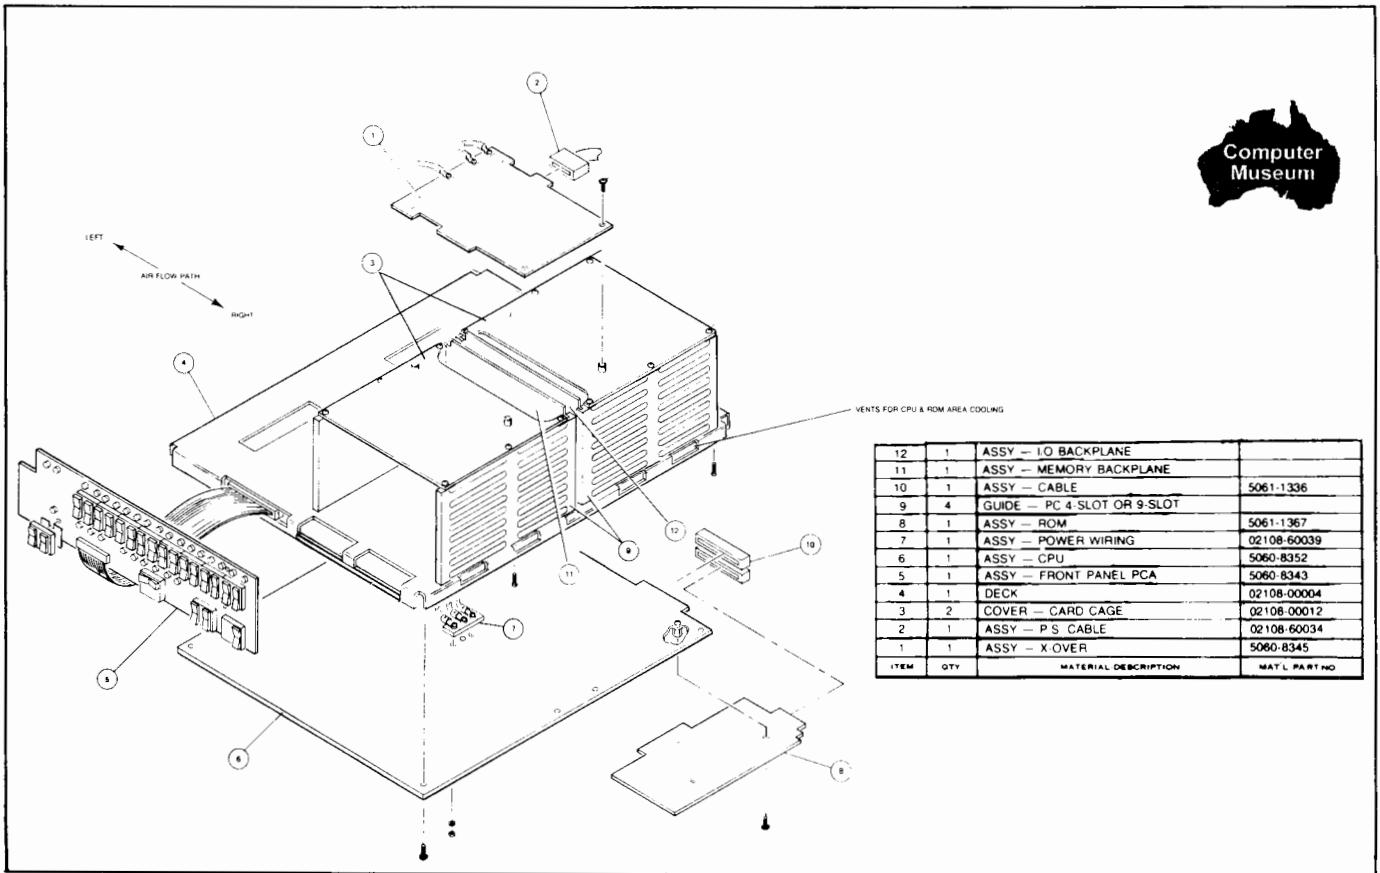 2
1
Computer
Museum
LEFT
AIR FLOW PATH
RIGHT
3
4
VENTS FOR CPU & ROM AREA COOLING
12 1 ASSY — I.O BACKPLANE
11 1 ASSY — MEMORY BACKPLANE
10 1 ASSY — CABLE 5061-1336
9 4 GUIDE — PC 4-SLOT OR 9-SLOT
8 1 ASSY — ROM 5061-1367
7 1 ASSY — POWER WIRING 02108-60039
6 1 ASSY — CPU 5060-8352
5 1 ASSY — FRONT PANEL PCA 5060-8343
4 1 DECK 02108-00004
3 2 COVER — CARD CAGE 02108-00012
2 1 ASSY — P S CABLE 02108-60034
1 1 ASSY — X-OVER 5060-8345
ITEM QTY MATERIAL DESCRIPTION MAT'L PART NO
12
9
10
11
7
5
6
8